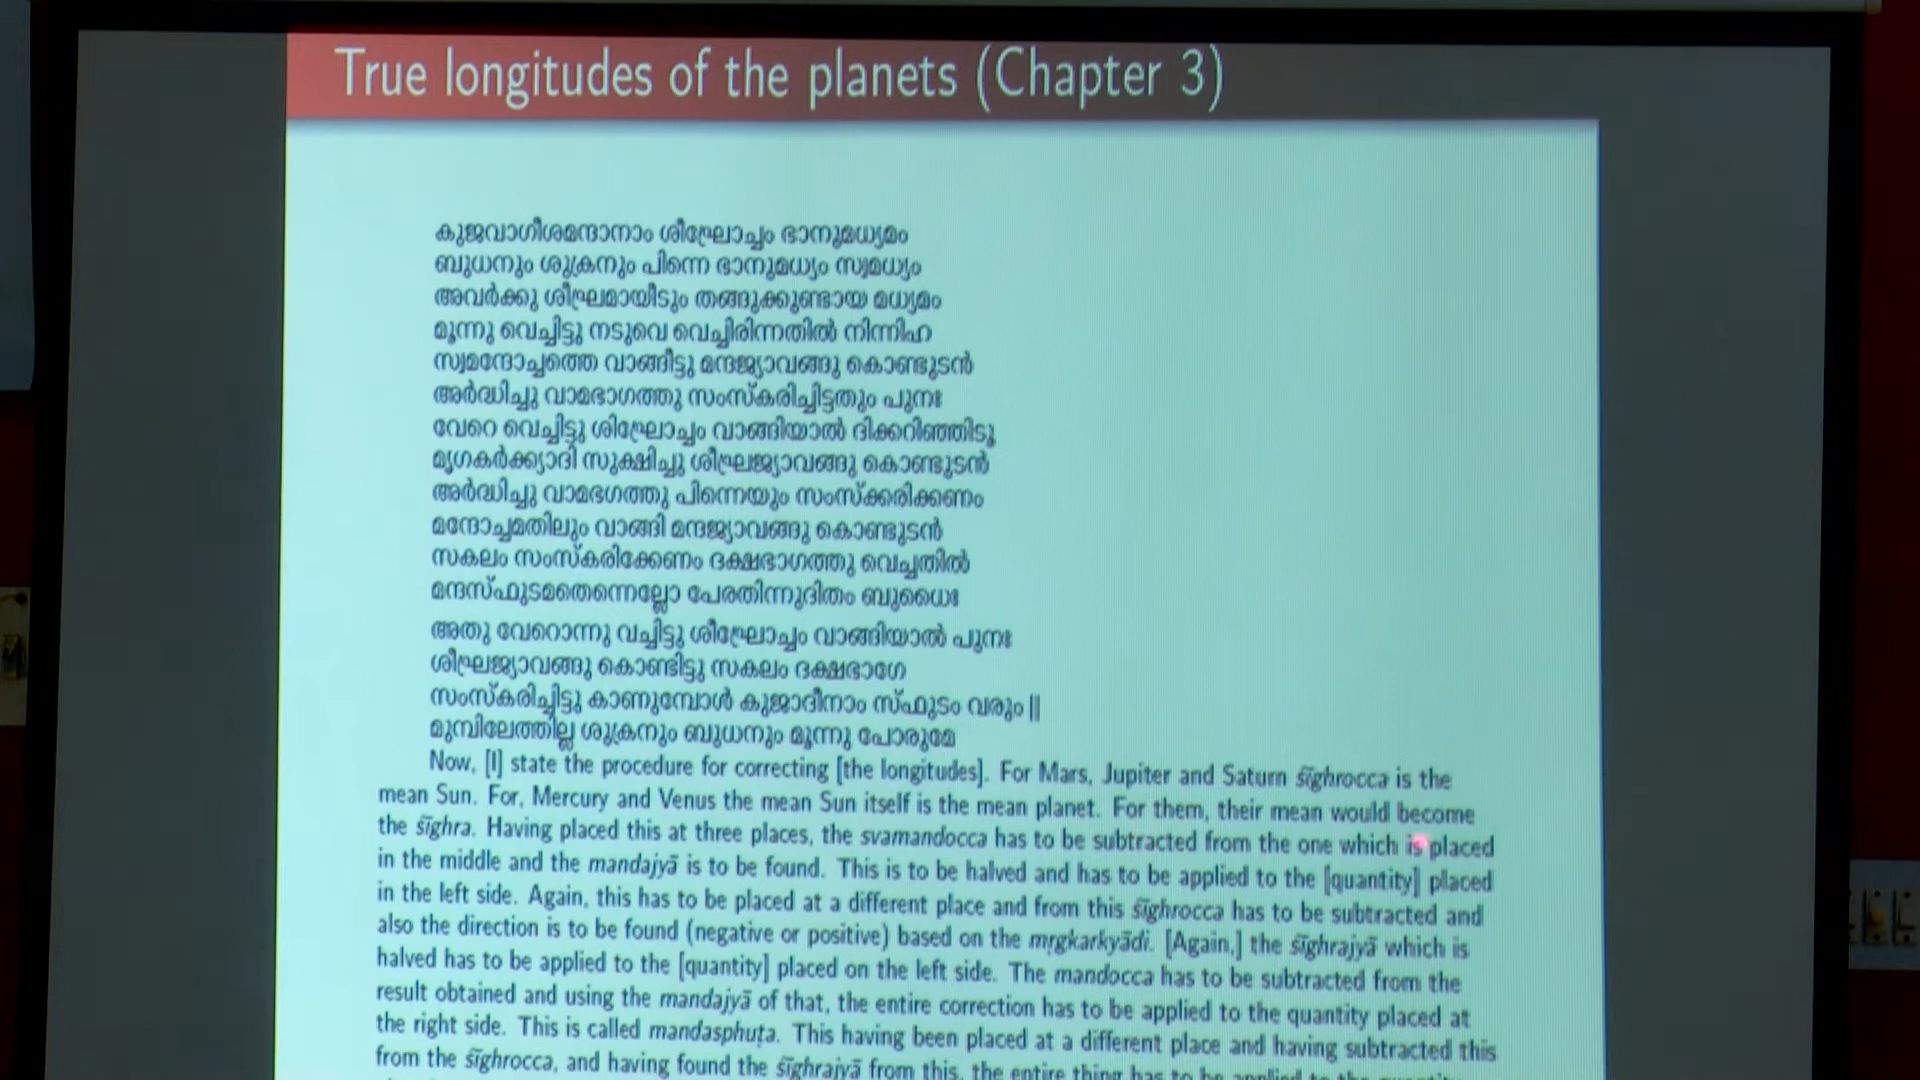 True longitudes of the planets (Chapter 3)
കുജവാഗീശമന്ദാനാം ശീഘ്രോച്ചം ഭാനുമധ്യമം
ബുധനും ശുക്രനും പിന്നെ ഭാനുമധ്യം സ്വമധ്യം
അവർക്കു ശീഘ്രമായീടും തങ്ങൾക്കുണ്ടായ മധ്യമം
മൂന്നു വെച്ചിട്ടു നടുവെ വെച്ചിരിന്നതിൽ നിന്നിഹ
സ്വമന്ദോച്ചത്തെ വാങ്ങീട്ടു മന്ദജ്യാവങ്ങു കൊണ്ടുടൻ
അർദ്ധിച്ചു വാമഭാഗത്തു സംസ്കരിച്ചിട്ടതും പുനഃ
വേറെ വെച്ചിട്ടു ശിഘ്രോച്ചം വാങ്ങിയാൽ ദിക്കറിഞ്ഞിടൂ
മൃഗകർക്ക്യാദി സൂക്ഷിച്ചു ശീഘ്രജ്യാവങ്ങു കൊണ്ടുടൻ
അർദ്ധിച്ചു വാമഭഗത്തു പിന്നെയും സംസ്ക്കരിക്കണം
മന്ദോച്ചമതിലും വാങ്ങി മന്ദജ്യാവങ്ങു കൊണ്ടുടൻ
സകലം സംസ്കരിക്കേണം ദക്ഷഭാഗത്തു വെച്ചതിൽ
മന്ദസ്ഫുടമതെന്നെല്ലോ പേരതിന്നുദിതം ബുധൈഃ
അതു വേറൊന്നു വച്ചിട്ടു ശീഘ്രോച്ചം വാങ്ങിയാൽ പുനഃ
ശീഘ്രജ്യാവങ്ങു കൊണ്ടിട്ടു സകലം ദക്ഷഭാഗേ
സംസ്കരിച്ചിട്ടു കാണുമ്പോൾ കുജാദീനാം സ്ഫുടം വരും ||
മുമ്പിലേത്തില്ല ശുക്രനും ബുധനും മൂന്നു പോരുമേ
Now, [I] state the procedure for correcting [the longitudes]. For Mars, Jupiter and Saturn śīghrocca is the
mean Sun. For, Mercury and Venus the mean Sun itself is the mean planet. For them, their mean would become
the śīghra. Having placed this at three places, the svamandocca has to be subtracted from the one which is placed
in the middle and the mandajyā is to be found. This is to be halved and has to be applied to the [quantity] placed
in the left side. Again, this has to be placed at a different place and from this śīghrocca has to be subtracted and
also the direction is to be found (negative or positive) based on the mṛgkarkyādi. [Again,] the śīghrajyā which is
halved has to be applied to the [quantity] placed on the left side. The mandocca has to be subtracted from the
result obtained and using the mandajyā of that, the entire correction has to be applied to the quantity placed at
the right side. This is called mandasphuṭa. This having been placed at a different place and having subtracted this
from the śīghrocca, and having found the śīghrajyā from this, the entire thing has to be applied to the quantity